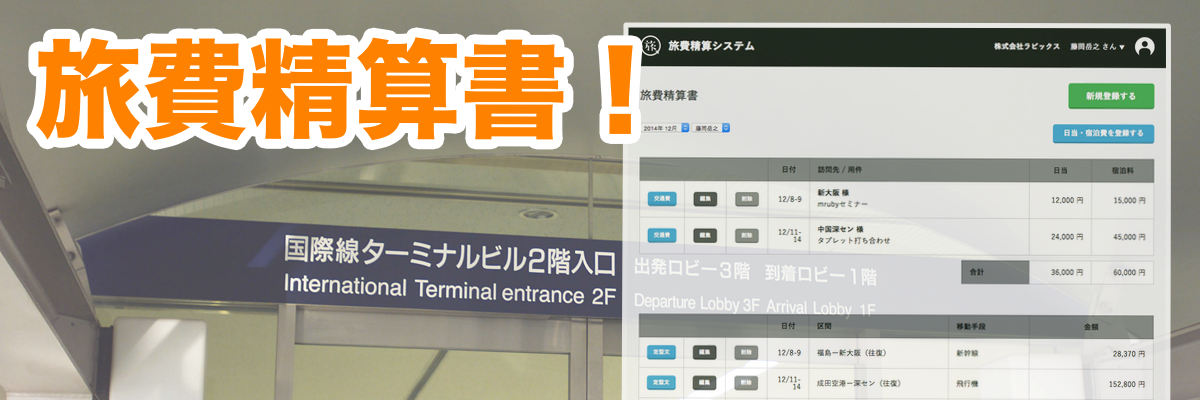 旅費精算書！
国際線ターミナルビル2階入口
International Terminal entrance 2F
出発ロビー3階 到着ロビー1階
Departure Lobby 3F Arrival Lobby 1F
旅 旅費精算システム
株式会社ラピックス 藤岡岳之 さん ▼
旅費精算書
新規登録する
2014年 12月 藤岡岳之
日当・宿泊費を登録する
日付 訪問先 / 用件 日当 宿泊料
交通費 編集 削除 12/8-9 新大阪 様 12,000 円 15,000 円
mrubyセミナー
交通費 編集 削除 12/11-14 中国深セン 様 24,000 円 45,000 円
タブレット打ち合わせ
合計 36,000 円 60,000 円
日付 区間 移動手段 金額
定型文 編集 削除 12/8-9 福島ー新大阪（往復） 新幹線 28,370 円
定型文 編集 削除 12/11-14 成田空港ー深セン（往復） 飛行機 152,800 円